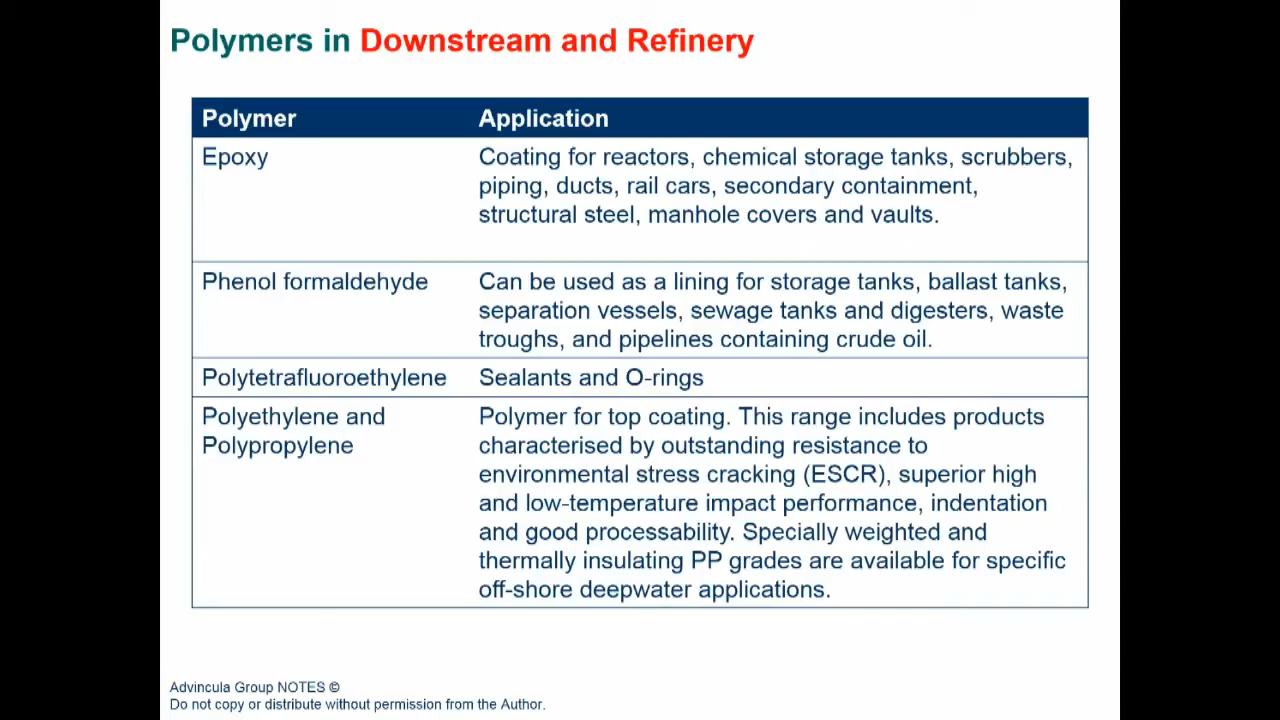 Polymers in Downstream and Refinery
Polymer
Application
Epoxy
Coating for reactors, chemical storage tanks, scrubbers,
piping, ducts, rail cars, secondary containment,
structural steel, manhole covers and vaults.
Phenol formaldehyde
Can be used as a lining for storage tanks, ballast tanks,
separation vessels, sewage tanks and digesters, waste
troughs, and pipelines containing crude oil.
Polytetrafluoroethylene
Sealants and O-rings
Polyethylene and
Polypropylene
Polymer for top coating. This range includes products
characterised by outstanding resistance to
environmental stress cracking (ESCR), superior high
and low-temperature impact performance, indentation
and good processability. Specially weighted and
thermally insulating PP grades are available for specific
off-shore deepwater applications.
Advincula Group NOTES ©
Do not copy or distribute without permission from the Author.